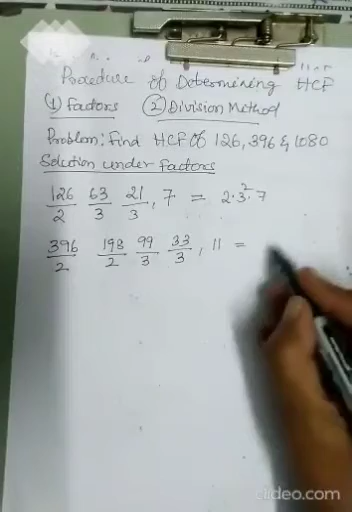 Procedure of Determining HCF
(1) Factors (2) Division Method
Problem: Find HCF of 126, 396 & 1080
Solution under factors
126/2 63/3 21/3, 7 = 2·3²·7
396/2 198/2 99/3 33/3, 11 =
clideo.com